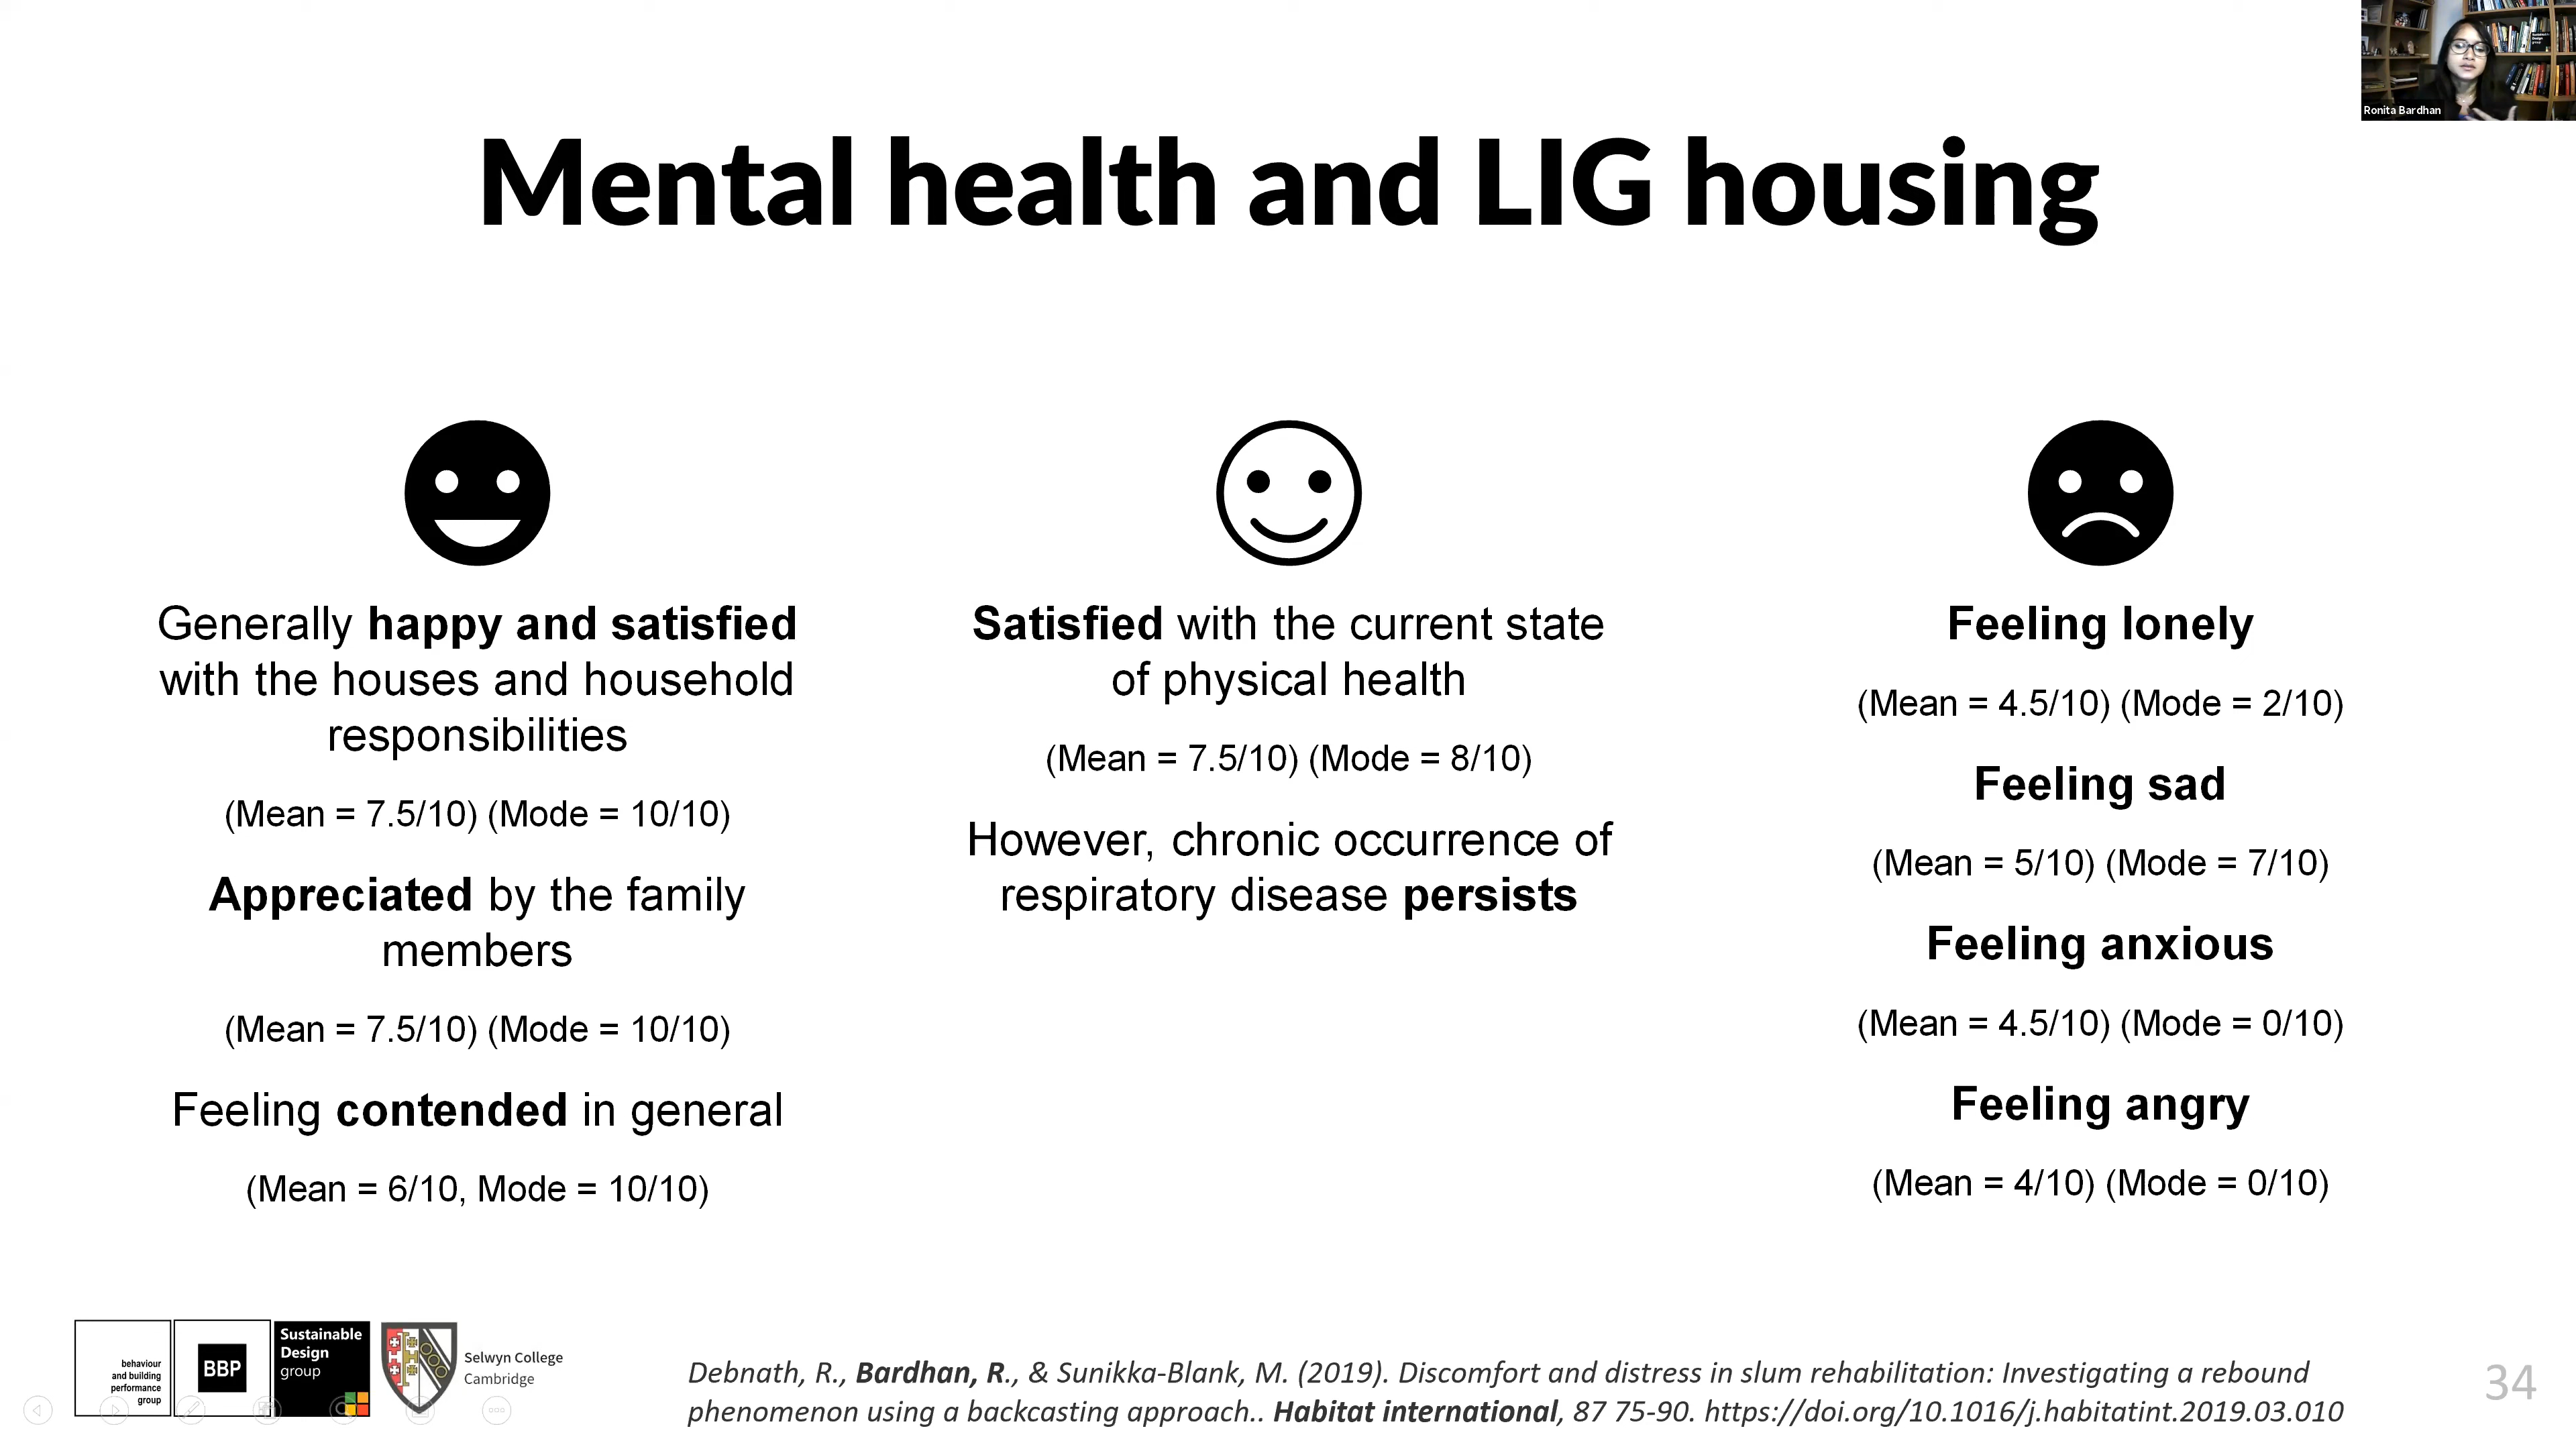 Ronita Bardhan
Mental health and LIG housing
Generally happy and satisfied
with the houses and household
responsibilities
(Mean = 7.5/10) (Mode = 10/10)
Appreciated by the family
members
(Mean = 7.5/10) (Mode = 10/10)
Feeling contended in general
(Mean = 6/10, Mode = 10/10)
Satisfied with the current state
of physical health
(Mean = 7.5/10) (Mode = 8/10)
However, chronic occurrence of
respiratory disease persists
Feeling lonely
(Mean = 4.5/10) (Mode = 2/10)
Feeling sad
(Mean = 5/10) (Mode = 7/10)
Feeling anxious
(Mean = 4.5/10) (Mode = 0/10)
Feeling angry
(Mean = 4/10) (Mode = 0/10)
behaviour
and building
performance
group
BBP
Sustainable
Design
group
Selwyn College
Cambridge
Debnath, R., Bardhan, R., & Sunikka-Blank, M. (2019). Discomfort and distress in slum rehabilitation: Investigating a rebound
phenomenon using a backcasting approach.. Habitat international, 87 75-90. https://doi.org/10.1016/j.habitatint.2019.03.010
34